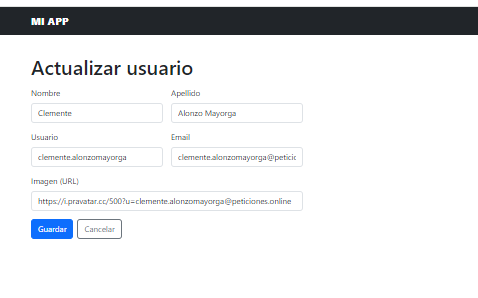 MI APP
Actualizar usuario
Nombre Apellido
Clemente Alonzo Mayorga
Usuario Email
clemente.alonzomayorga clemente.alonzomayorga@petici
Imagen (URL)
https://i.pravatar.cc/500?u=clemente.alonzomayorga@peticiones.online
Guardar Cancelar